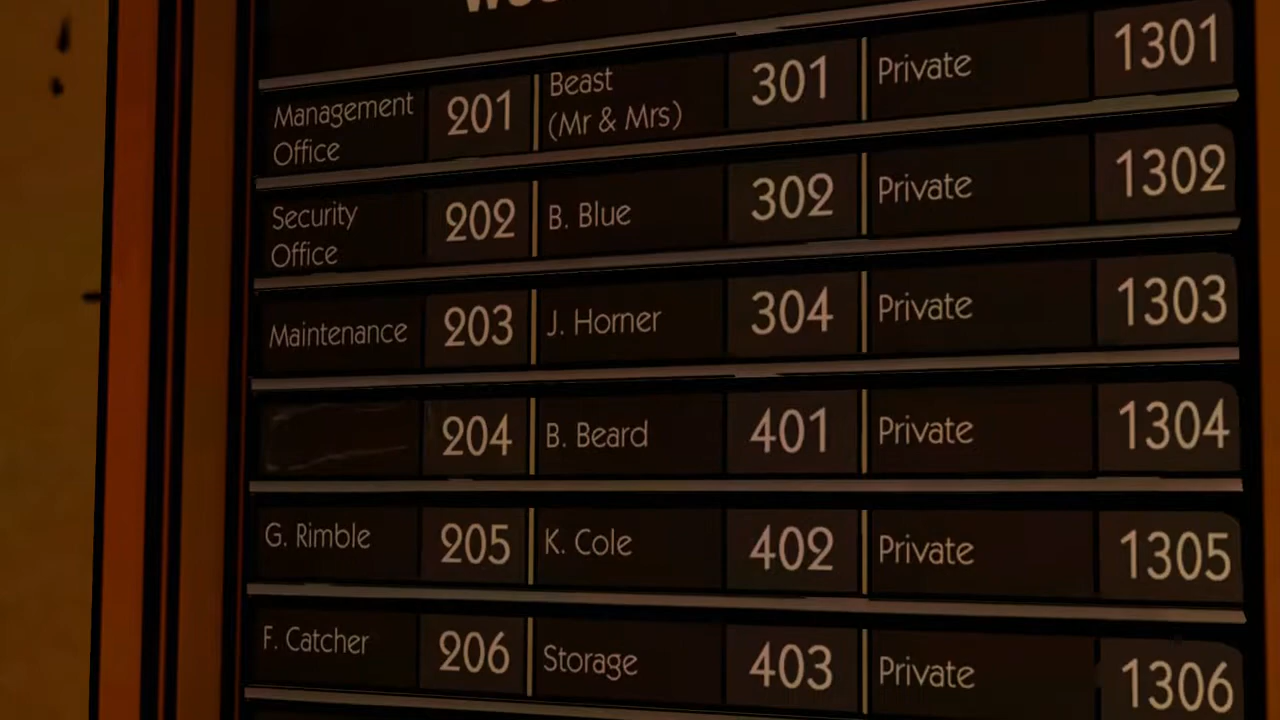 Management Office 201 Beast (Mr & Mrs) 301 Private 1301
Security Office 202 B. Blue 302 Private 1302
Maintenance 203 J. Horner 304 Private 1303
204 B. Beard 401 Private 1304
G. Rimble 205 K. Cole 402 Private 1305
F. Catcher 206 Storage 403 Private 1306